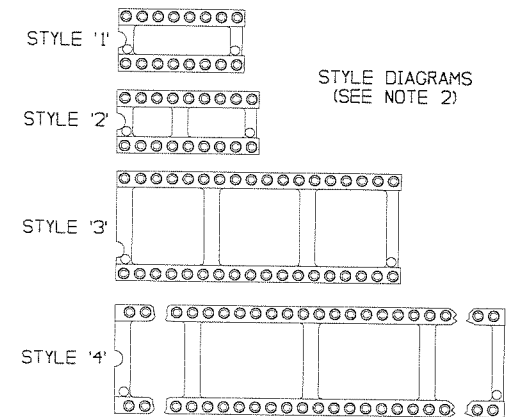 STYLE '1'
STYLE DIAGRAMS
(SEE NOTE 2)
STYLE '2'
STYLE '3'
STYLE '4'